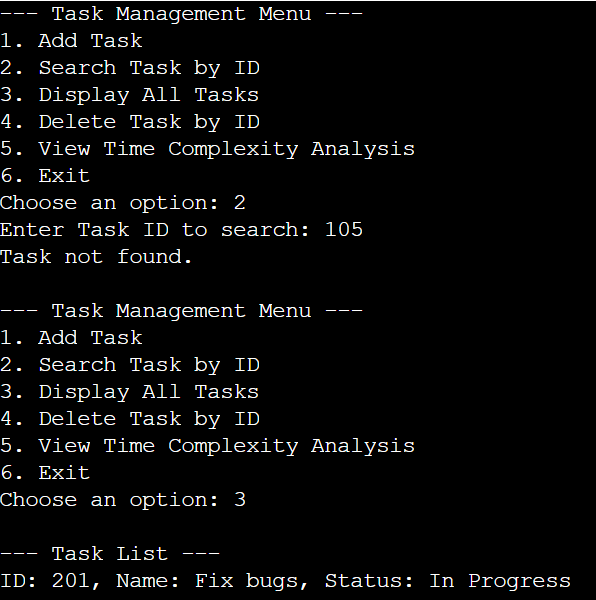 --- Task Management Menu ---
1. Add Task
2. Search Task by ID
3. Display All Tasks
4. Delete Task by ID
5. View Time Complexity Analysis
6. Exit
Choose an option: 2
Enter Task ID to search: 105
Task not found.

--- Task Management Menu ---
1. Add Task
2. Search Task by ID
3. Display All Tasks
4. Delete Task by ID
5. View Time Complexity Analysis
6. Exit
Choose an option: 3

--- Task List ---
ID: 201, Name: Fix bugs, Status: In Progress